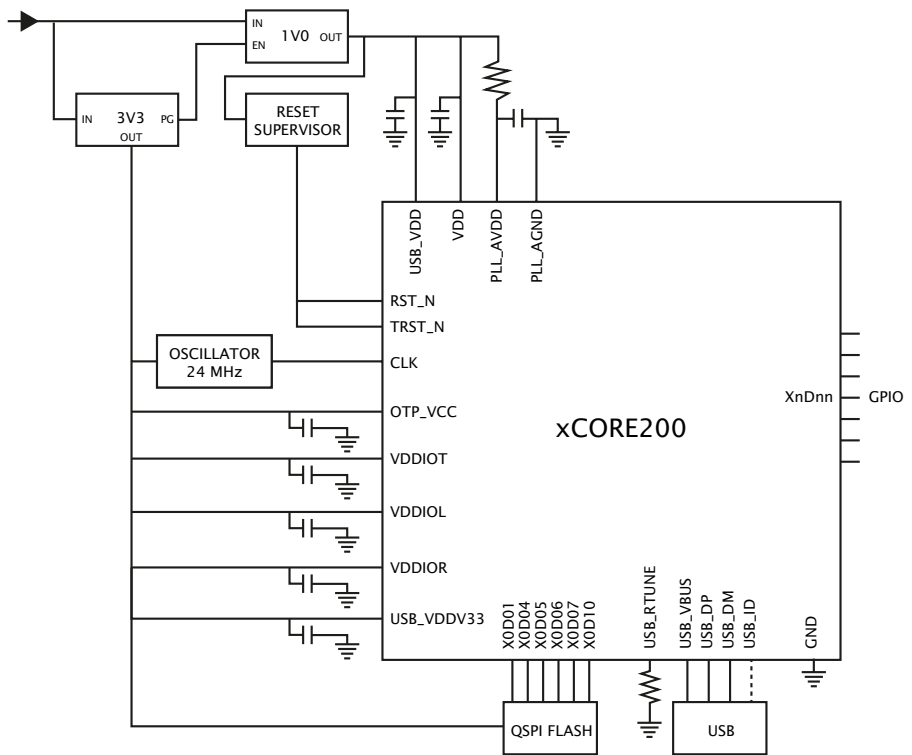 IN
1V0 OUT
EN
IN 3V3 PG
OUT
RESET
SUPERVISOR
USB_VDD
VDD
PLL_AVDD
PLL_AGND
RST_N
TRST_N
OSCILLATOR
24 MHz
CLK
XnDnn GPIO
OTP_VCC
xCORE200
VDDIOT
VDDIOL
VDDIOR
USB_VDDV33
X0D01
X0D04
X0D05
X0D06
X0D07
X0D10
USB_RTUNE
USB_VBUS
USB_DP
USB_DM
USB_ID
GND
QSPI FLASH
USB